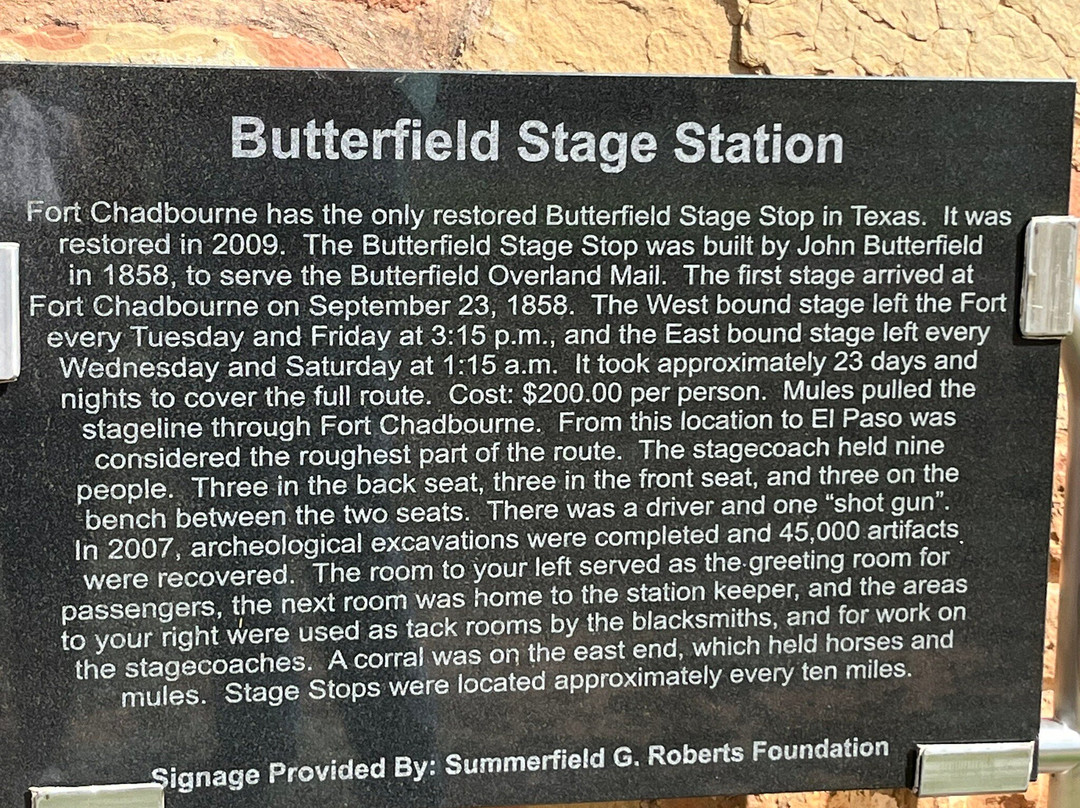 Butterfield Stage Station
Fort Chadbourne has the only restored Butterfield Stage Stop in Texas. It was
restored in 2009. The Butterfield Stage Stop was built by John Butterfield
in 1858, to serve the Butterfield Overland Mail. The first stage arrived at
Fort Chadbourne on September 23, 1858. The West bound stage left the Fort
every Tuesday and Friday at 3:15 p.m., and the East bound stage left every
Wednesday and Saturday at 1:15 a.m. It took approximately 23 days and
nights to cover the full route. Cost: $200.00 per person. Mules pulled the
stageline through Fort Chadbourne. From this location to El Paso was
considered the roughest part of the route. The stagecoach held nine
people. Three in the back seat, three in the front seat, and three on the
bench between the two seats. There was a driver and one “shot gun”.
In 2007, archeological excavations were completed and 45,000 artifacts
were recovered. The room to your left served as the greeting room for
passengers, the next room was home to the station keeper, and the areas
to your right were used as tack rooms by the blacksmiths, and for work on
the stagecoaches. A corral was on the east end, which held horses and
mules. Stage Stops were located approximately every ten miles.
Signage Provided By: Summerfield G. Roberts Foundation